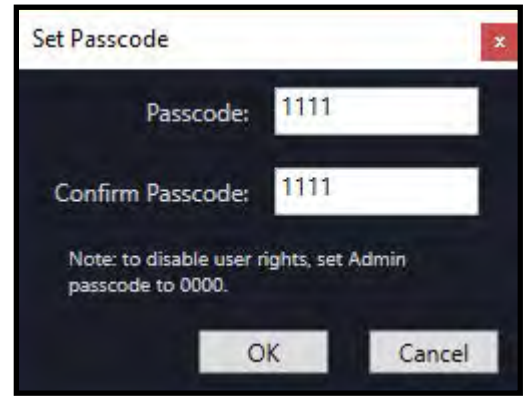 Set Passcode
x
Passcode: 1111
Confirm Passcode: 1111
Note: to disable user rights, set Admin
passcode to 0000.
OK Cancel